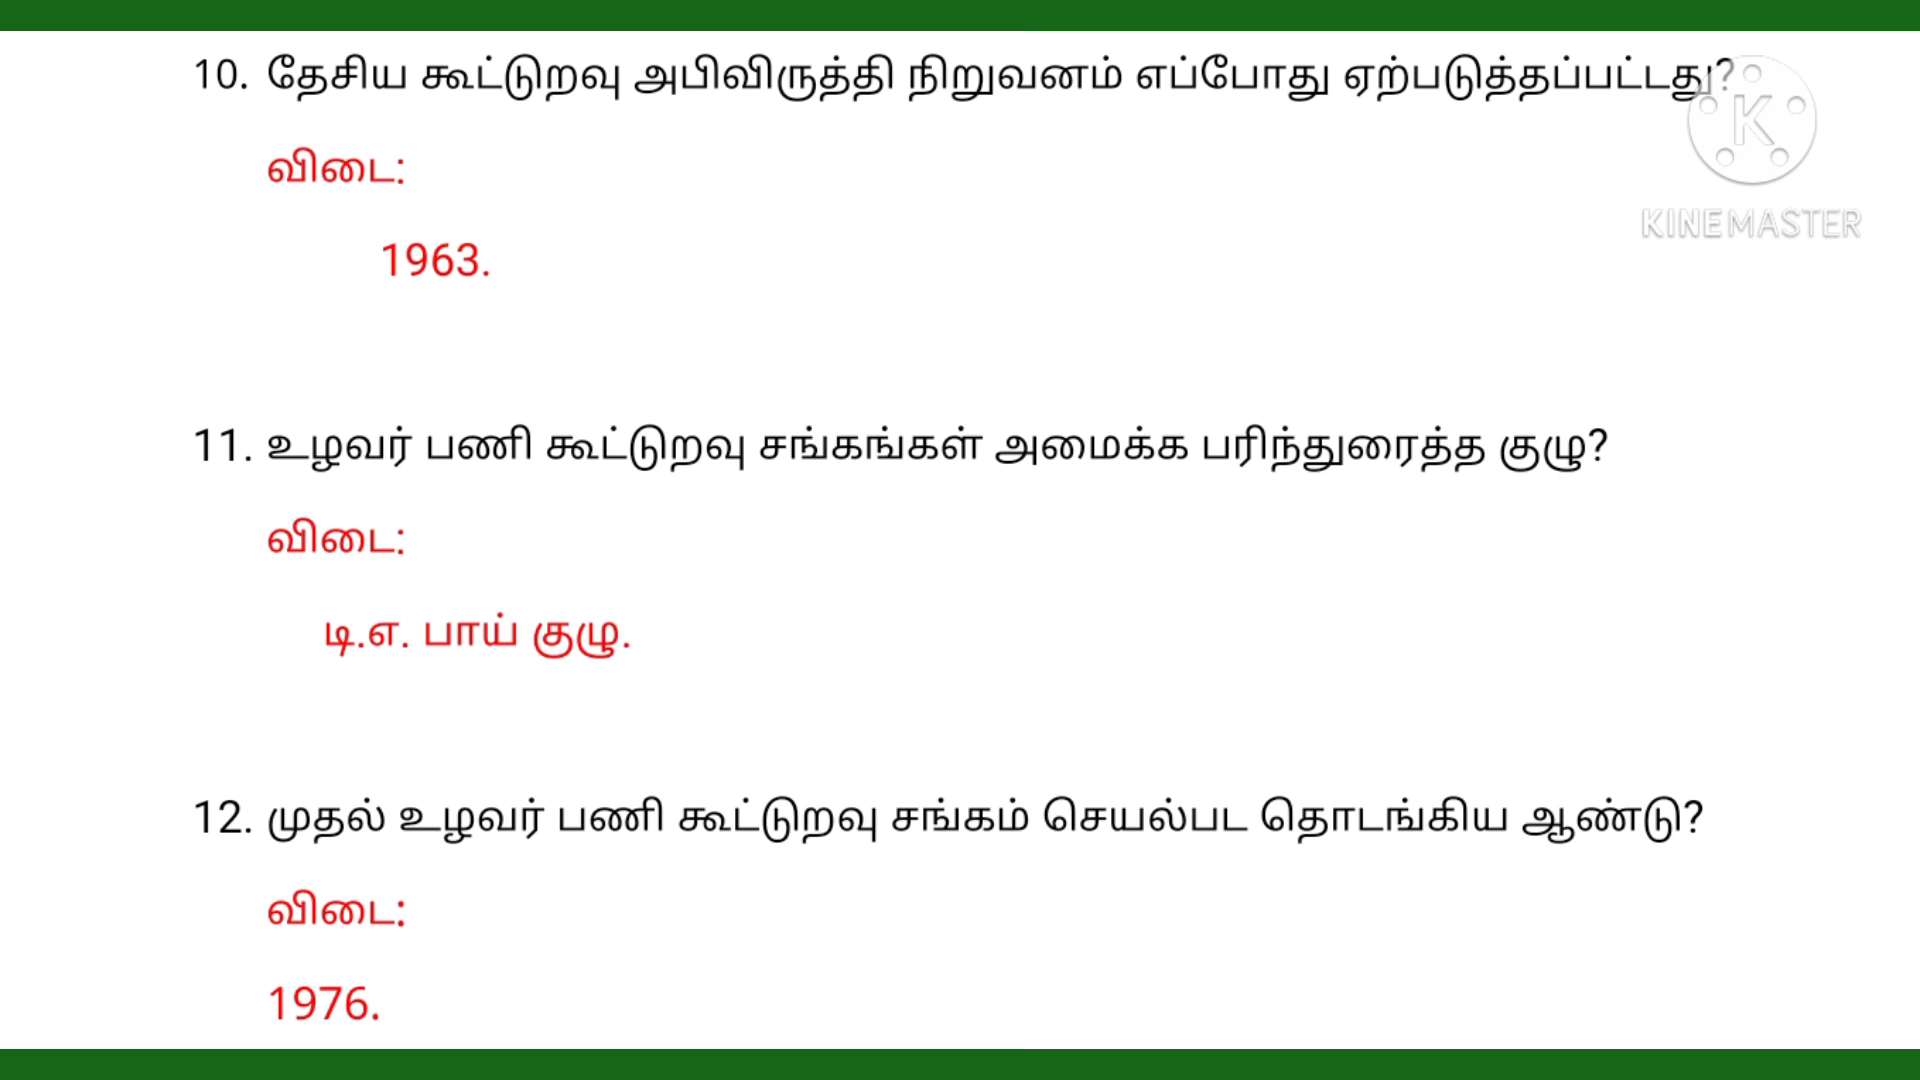 10. தேசிய கூட்டுறவு அபிவிருத்தி நிறுவனம் எப்போது ஏற்படுத்தப்பட்டது?
விடை:
1963.
KINEMASTER
11. உழவர் பணி கூட்டுறவு சங்கங்கள் அமைக்க பரிந்துரைத்த குழு?
விடை:
டி.எ. பாய் குழு.
12. முதல் உழவர் பணி கூட்டுறவு சங்கம் செயல்பட தொடங்கிய ஆண்டு?
விடை:
1976.